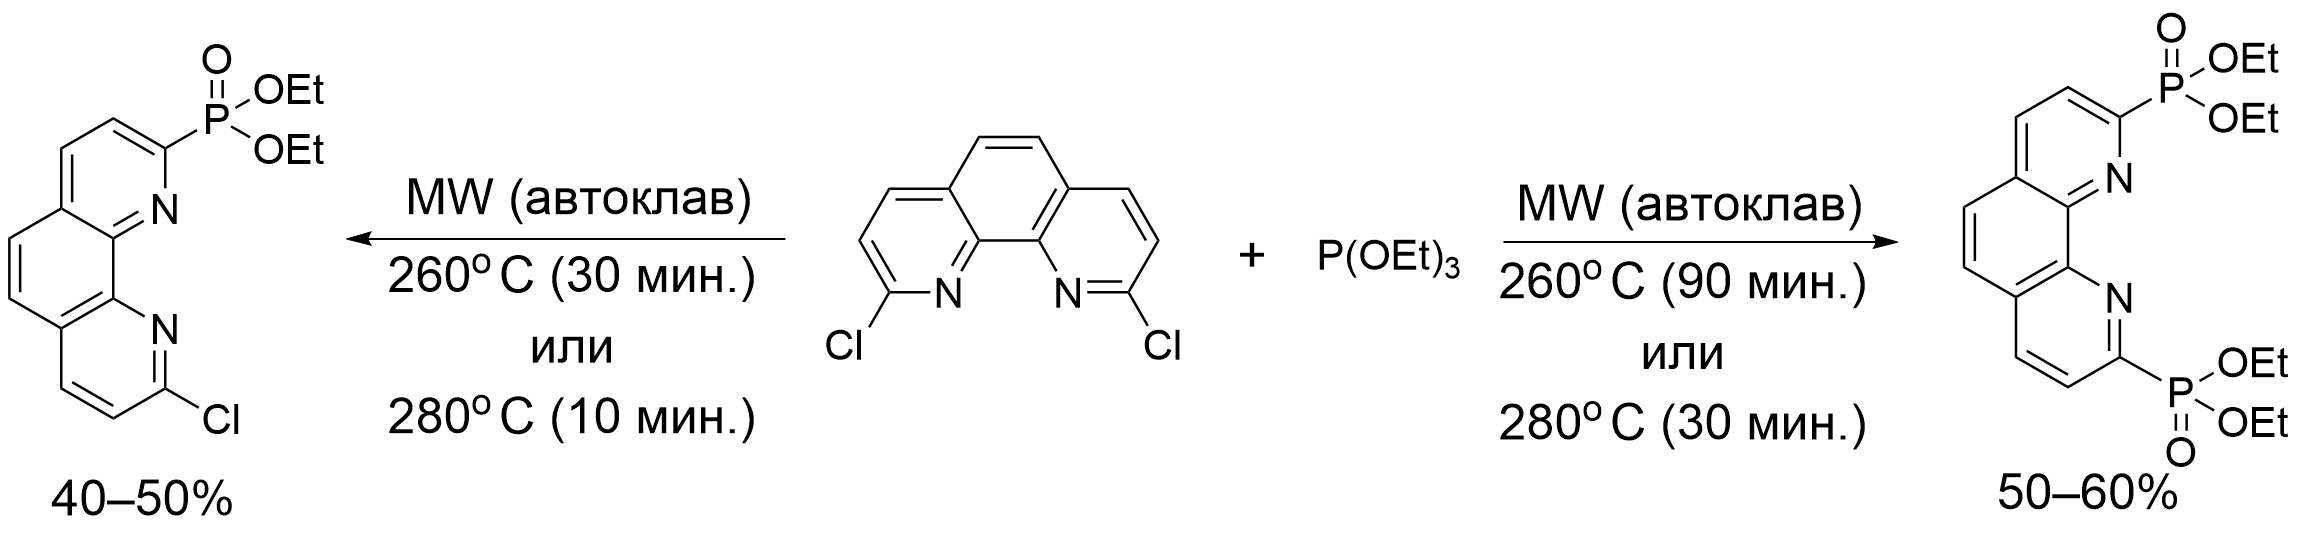 O
OEt
P
OEt
N
N
Cl
40–50%
MW (автоклав)
260° C (30 мин.)
или
280° C (10 мин.)
N
N
Cl
Cl
+
P(OEt)₃
MW (автоклав)
260° C (90 мин.)
или
280° C (30 мин.)
O
OEt
P
OEt
N
N
OEt
P
OEt
O
50–60%